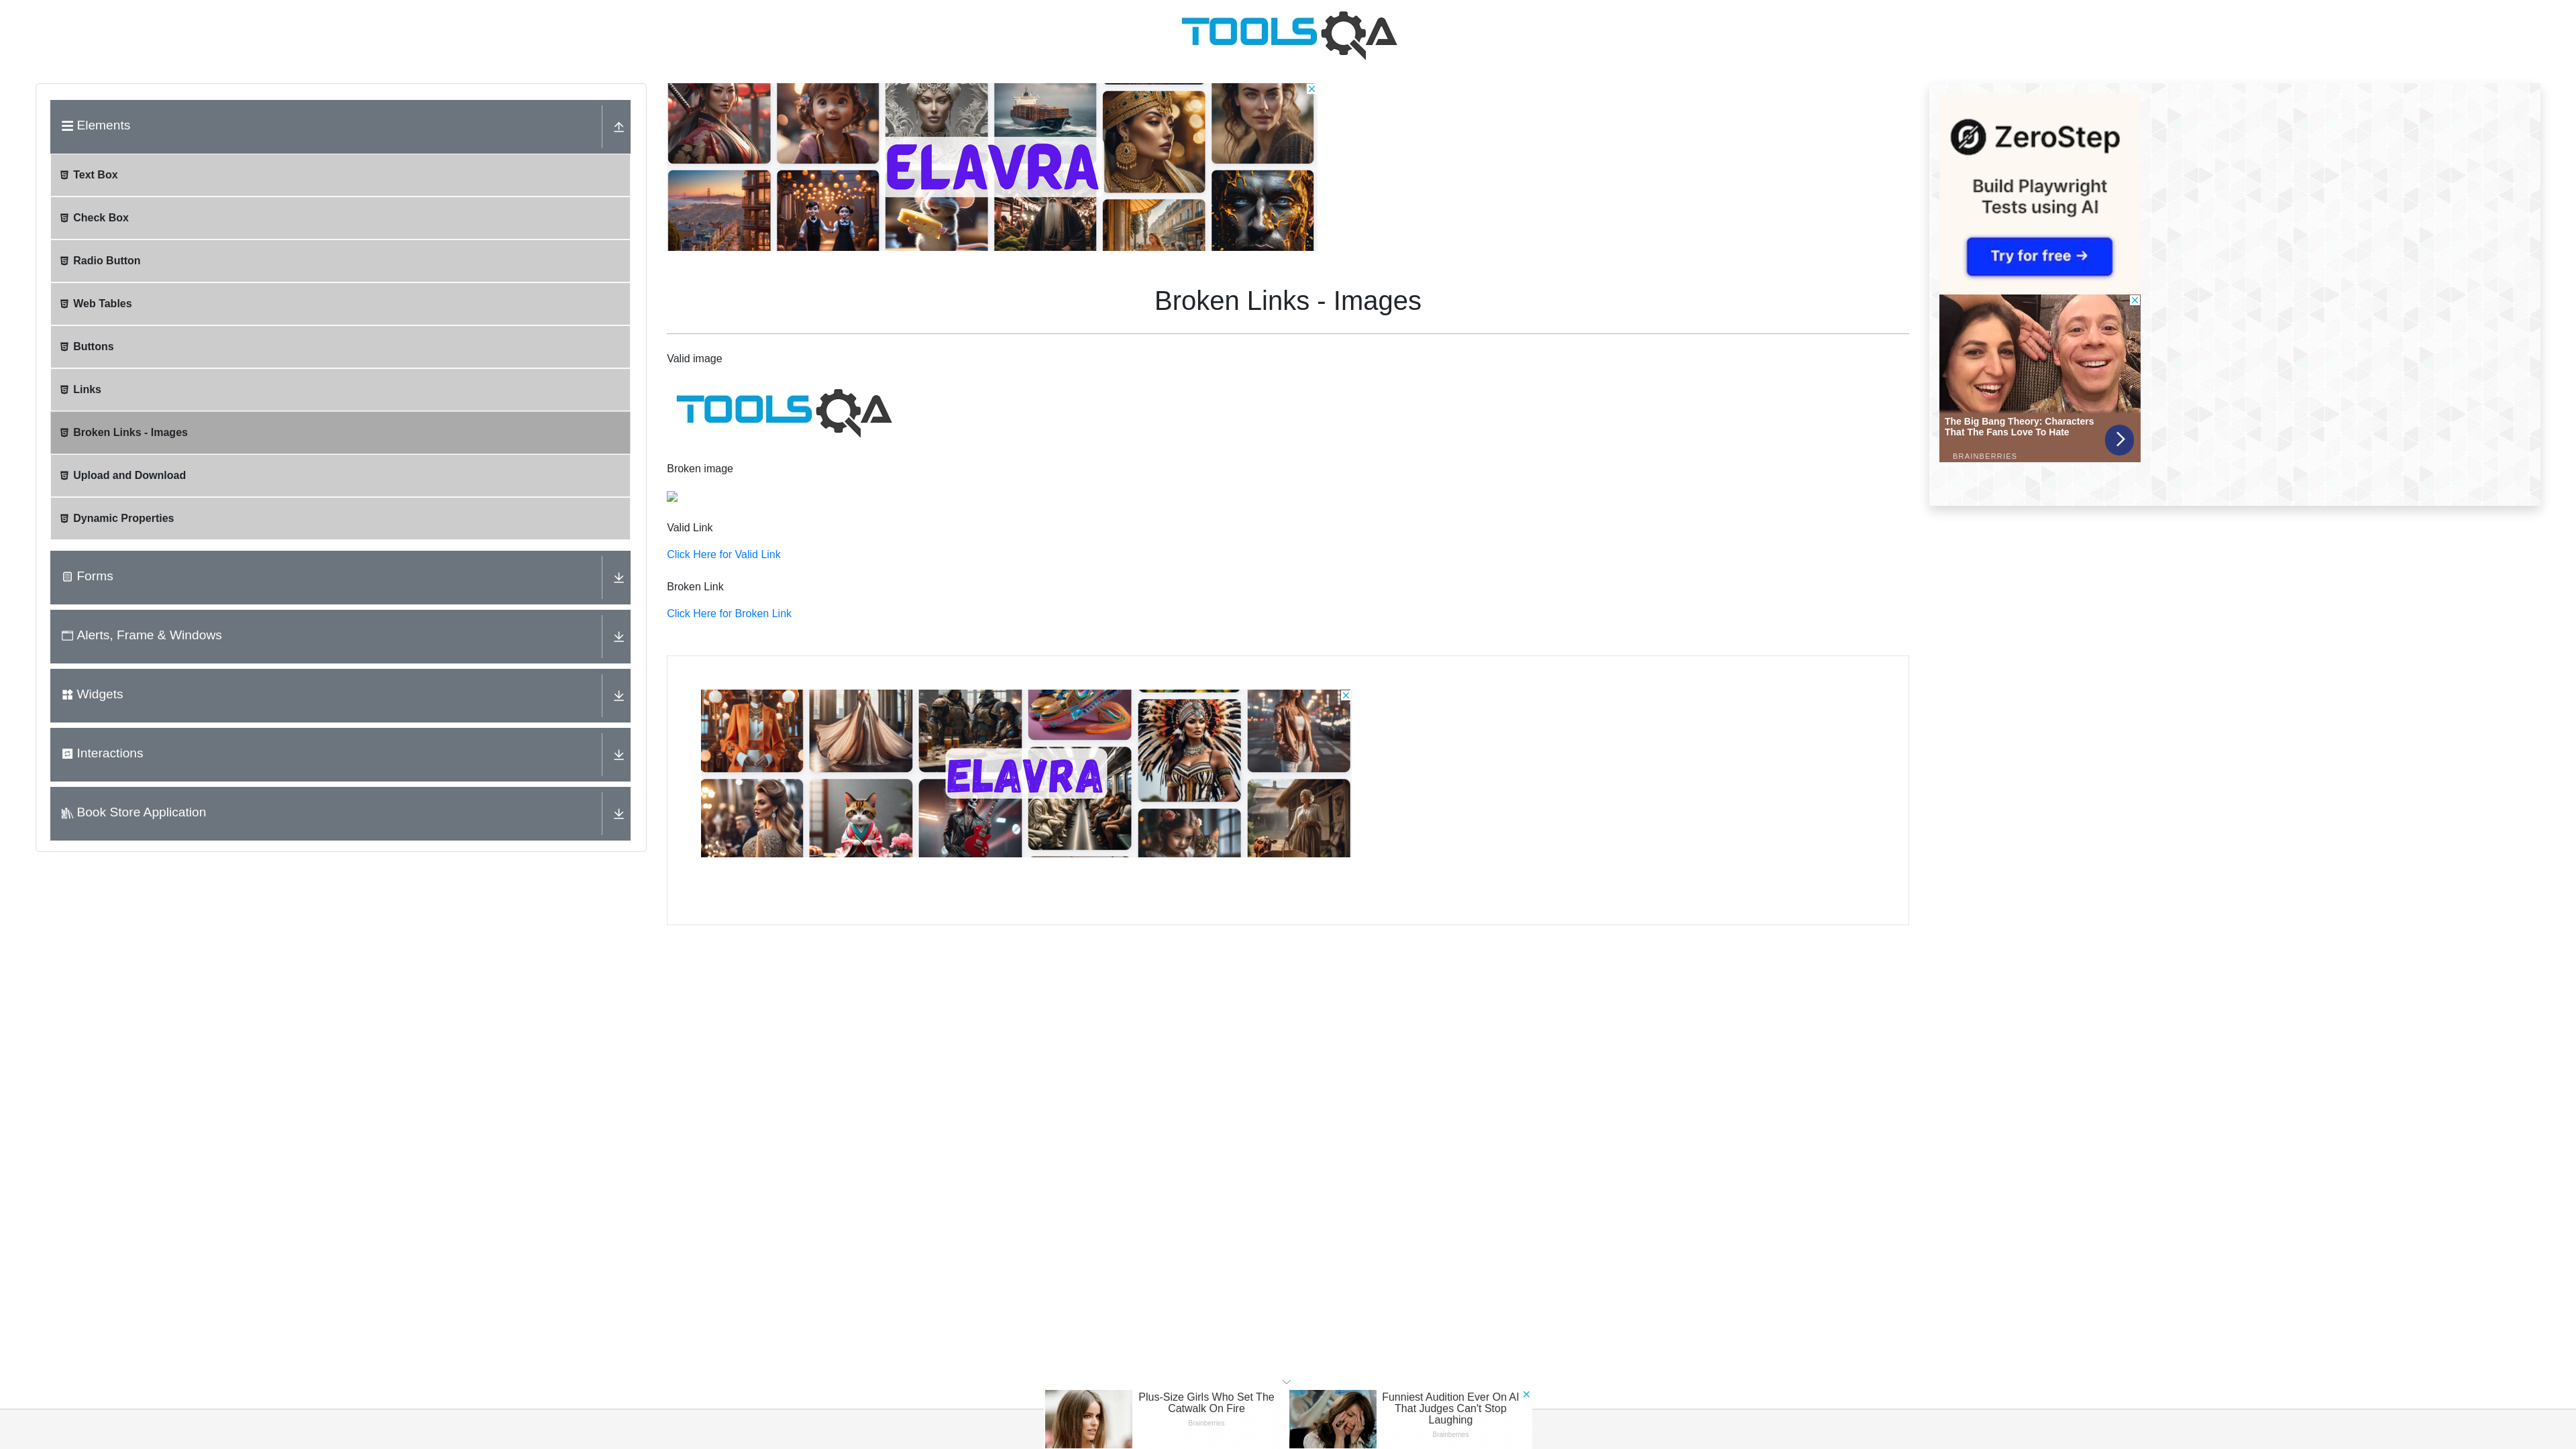 TOOLSQA
Elements
Text Box
Check Box
Radio Button
Web Tables
Buttons
Links
Broken Links - Images
Upload and Download
Dynamic Properties
Forms
Alerts, Frame & Windows
Widgets
Interactions
Book Store Application
ELAVRA
Broken Links - Images
Valid image
TOOLSQA
Broken image
Valid Link
Click Here for Valid Link
Broken Link
Click Here for Broken Link
ELAVRA
ZeroStep
Build Playwright
Tests using AI
Try for free →
The Big Bang Theory: Characters
That The Fans Love To Hate
BRAINBERRIES
Plus-Size Girls Who Set The
Catwalk On Fire
Brainberries
Funniest Audition Ever On AI
That Judges Can't Stop
Laughing
Brainberries